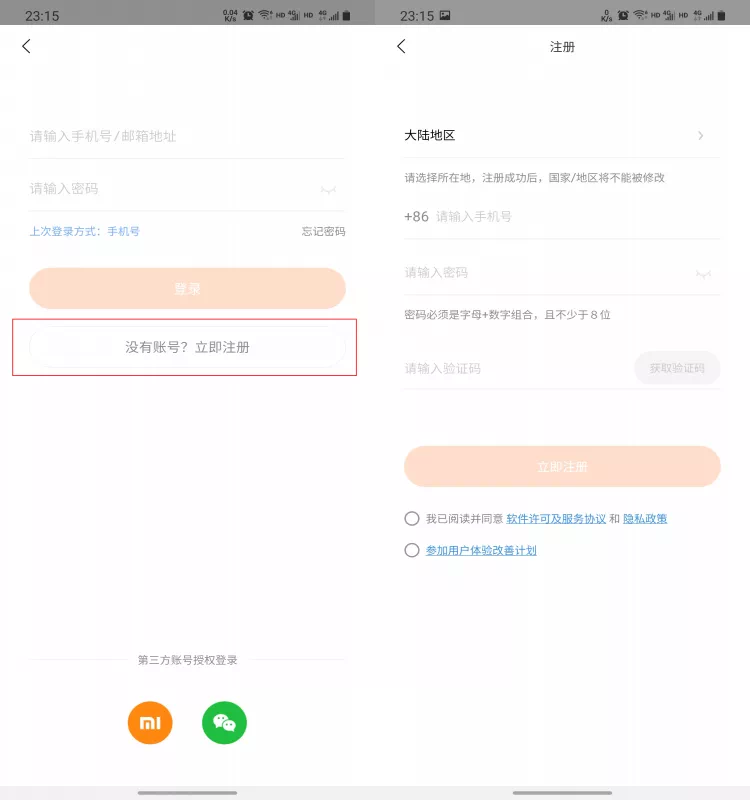 23:15
0.04
K/s
HD
4G
HD
4G
请输入手机号/邮箱地址
请输入密码
上次登录方式：手机号
忘记密码
登录
没有账号？立即注册
第三方账号授权登录
mi
23:15
0
K/s
HD
4G
HD
4G
注册
大陆地区
请选择所在地，注册成功后，国家/地区将不能被修改
+86 请输入手机号
请输入密码
密码必须是字母+数字组合，且不少于８位
请输入验证码
获取验证码
立即注册
我已阅读并同意 软件许可及服务协议 和 隐私政策
参加用户体验改善计划